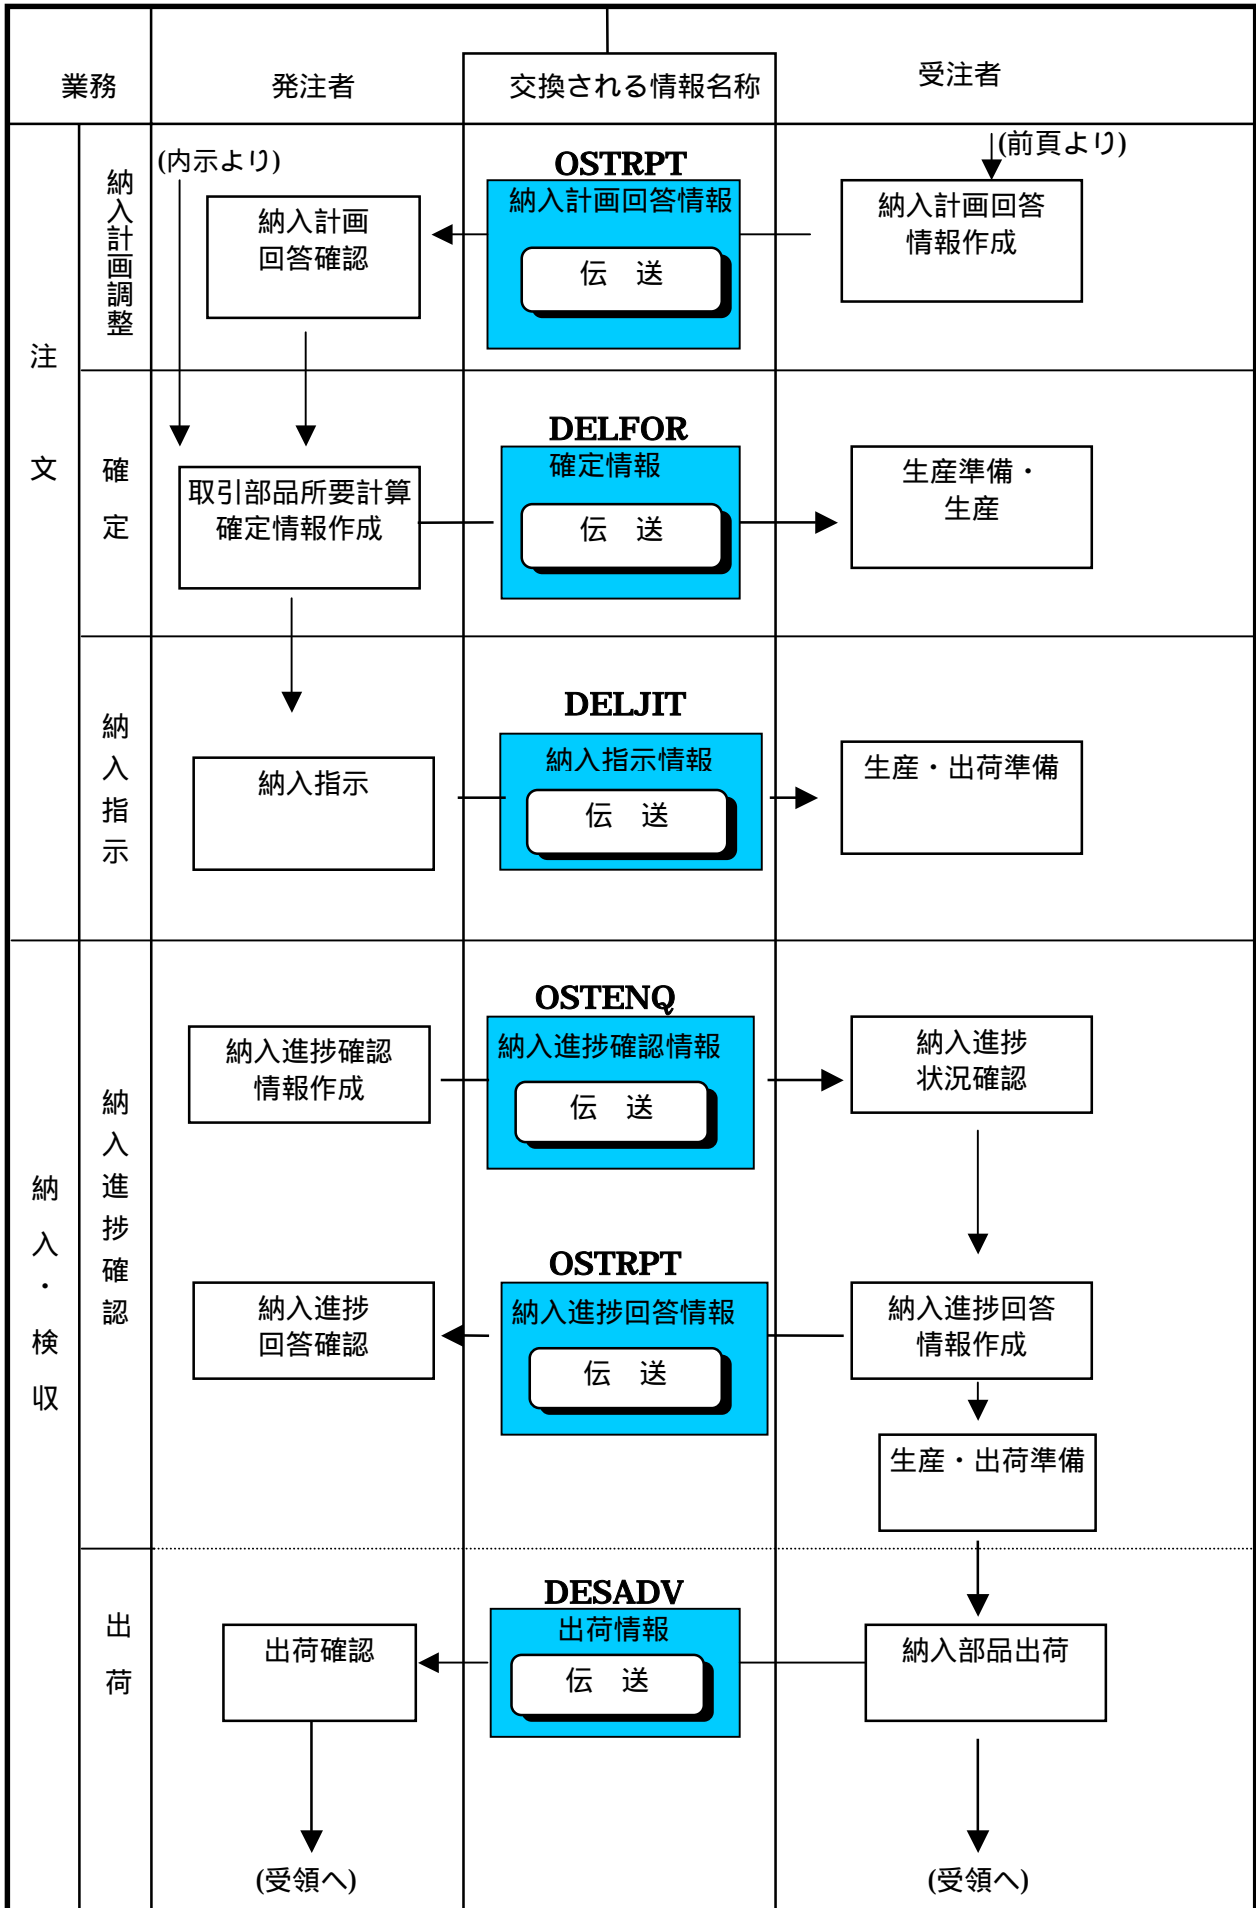 業務
発注者
交換される情報名称
受注者
注文
納入計画調整
(内示より)
納入計画
回答確認
OSTRPT
納入計画回答情報
伝　送
(前頁より)
納入計画回答
情報作成
確定
取引部品所要計算
確定情報作成
DELFOR
確定情報
伝　送
生産準備・
生産
納入指示
納入指示
DELJIT
納入指示情報
伝　送
生産・出荷準備
納入・検収
納入進捗確認
納入進捗確認
情報作成
OSTENQ
納入進捗確認情報
伝　送
納入進捗
状況確認
納入進捗
回答確認
OSTRPT
納入進捗回答情報
伝　送
納入進捗回答
情報作成
生産・出荷準備
出荷
出荷確認
DESADV
出荷情報
伝　送
納入部品出荷
(受領へ)
(受領へ)